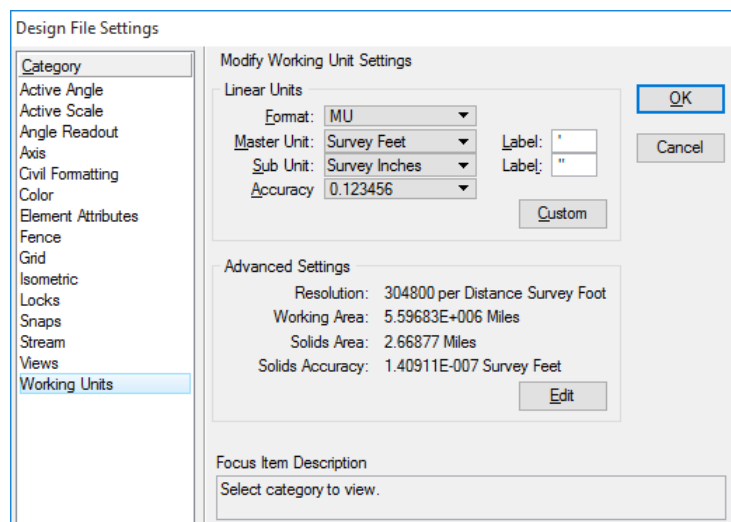 Design File Settings
Category
Active Angle
Active Scale
Angle Readout
Axis
Civil Formatting
Color
Element Attributes
Fence
Grid
Isometric
Locks
Snaps
Stream
Views
Working Units
Modify Working Unit Settings
Linear Units
Format: MU
Master Unit: Survey Feet Label: '
Sub Unit: Survey Inches Label: "
Accuracy 0.123456
Custom
Advanced Settings
Resolution: 304800 per Distance Survey Foot
Working Area: 5.59683E+006 Miles
Solids Area: 2.66877 Miles
Solids Accuracy: 1.40911E-007 Survey Feet
Edit
Focus Item Description
Select category to view.
OK
Cancel